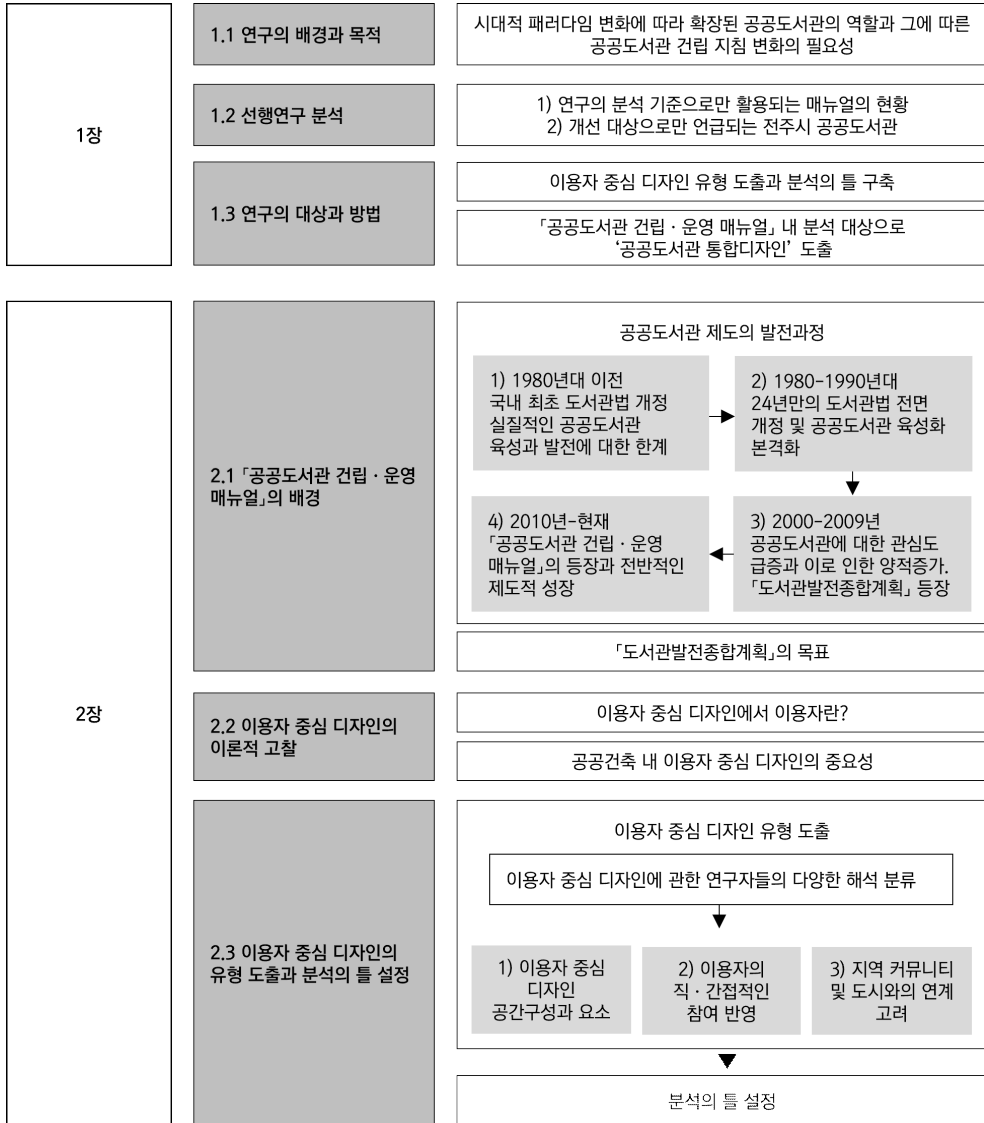 1장
1.1 연구의 배경과 목적
시대적 패러다임 변화에 따라 확장된 공공도서관의 역할과 그에 따른
공공도서관 건립 지침 변화의 필요성
1.2 선행연구 분석
1) 연구의 분석 기준으로만 활용되는 매뉴얼의 현황
2) 개선 대상으로만 언급되는 전주시 공공도서관
1.3 연구의 대상과 방법
이용자 중심 디자인 유형 도출과 분석의 틀 구축
「공공도서관 건립 · 운영 매뉴얼」 내 분석 대상으로
‘공공도서관 통합디자인’ 도출
2장
2.1 「공공도서관 건립 · 운영
매뉴얼」의 배경
공공도서관 제도의 발전과정
1) 1980년대 이전
국내 최초 도서관법 개정
실질적인 공공도서관
육성과 발전에 대한 한계
2) 1980-1990년대
24년만의 도서관법 전면
개정 및 공공도서관 육성화
본격화
3) 2000-2009년
공공도서관에 대한 관심도
급증과 이로 인한 양적증가.
「도서관발전종합계획」 등장
4) 2010년-현재
「공공도서관 건립 · 운영
매뉴얼」의 등장과 전반적인
제도적 성장
「도서관발전종합계획」의 목표
2.2 이용자 중심 디자인의
이론적 고찰
이용자 중심 디자인에서 이용자란?
공공건축 내 이용자 중심 디자인의 중요성
2.3 이용자 중심 디자인의
유형 도출과 분석의 틀 설정
이용자 중심 디자인 유형 도출
이용자 중심 디자인에 관한 연구자들의 다양한 해석 분류
1) 이용자 중심
디자인
공간구성과 요소
2) 이용자의
직 · 간접적인
참여 반영
3) 지역 커뮤니티
및 도시와의 연계
고려
분석의 틀 설정